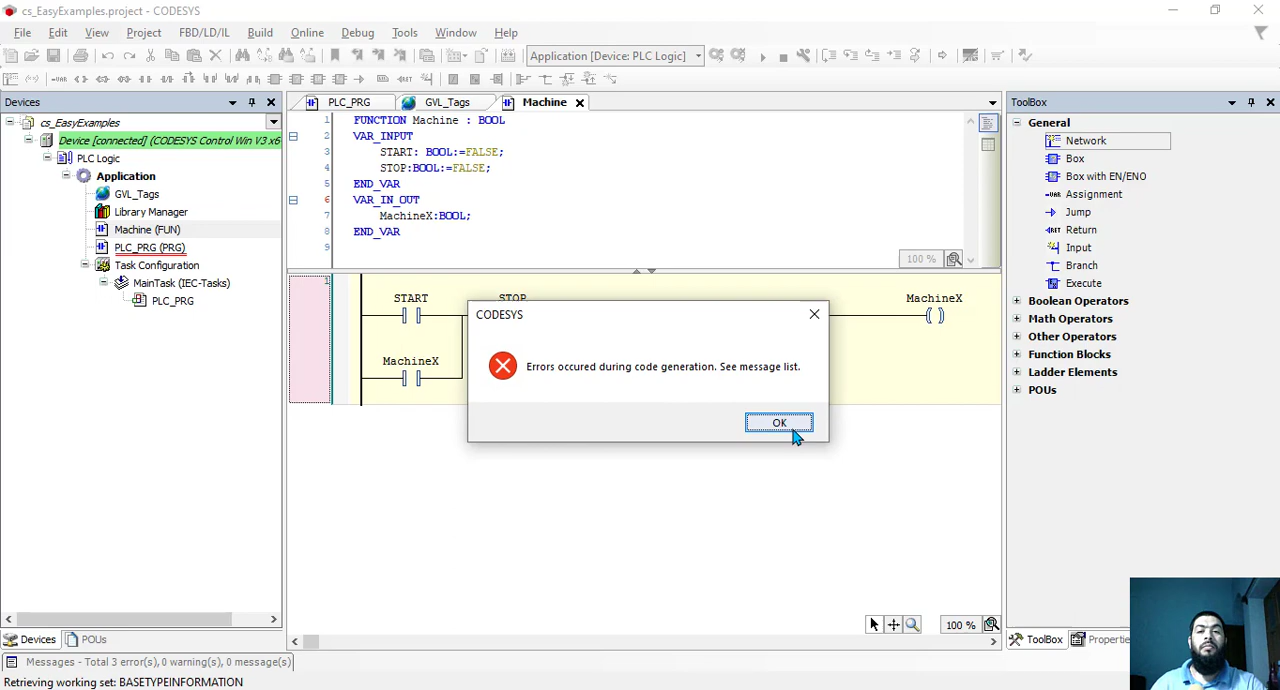 cs_EasyExamples.project - CODESYS
File Edit View Project FBD/LD/IL Build Online Debug Tools Window Help
Application [Device: PLC Logic]
Devices
cs_EasyExamples
Device [connected] (CODESYS Control Win V3 x6
PLC Logic
Application
GVL_Tags
Library Manager
Machine (FUN)
PLC_PRG (PRG)
Task Configuration
MainTask (IEC-Tasks)
PLC_PRG
Devices POUs
PLC_PRG GVL_Tags Machine
1 FUNCTION Machine : BOOL
2 VAR_INPUT
3 START: BOOL:=FALSE;
4 STOP:BOOL:=FALSE;
5 END_VAR
6 VAR_IN_OUT
7 MachineX:BOOL;
8 END_VAR
9
100 %
1
START STOP MachineX
MachineX
CODESYS
Errors occured during code generation. See message list.
OK
100 %
ToolBox
General
Network
Box
Box with EN/ENO
Assignment
Jump
Return
Input
Branch
Execute
Boolean Operators
Math Operators
Other Operators
Function Blocks
Ladder Elements
POUs
ToolBox Propertie
Messages - Total 3 error(s), 0 warning(s), 0 message(s)
Retrieving working set: BASETYPEINFORMATION